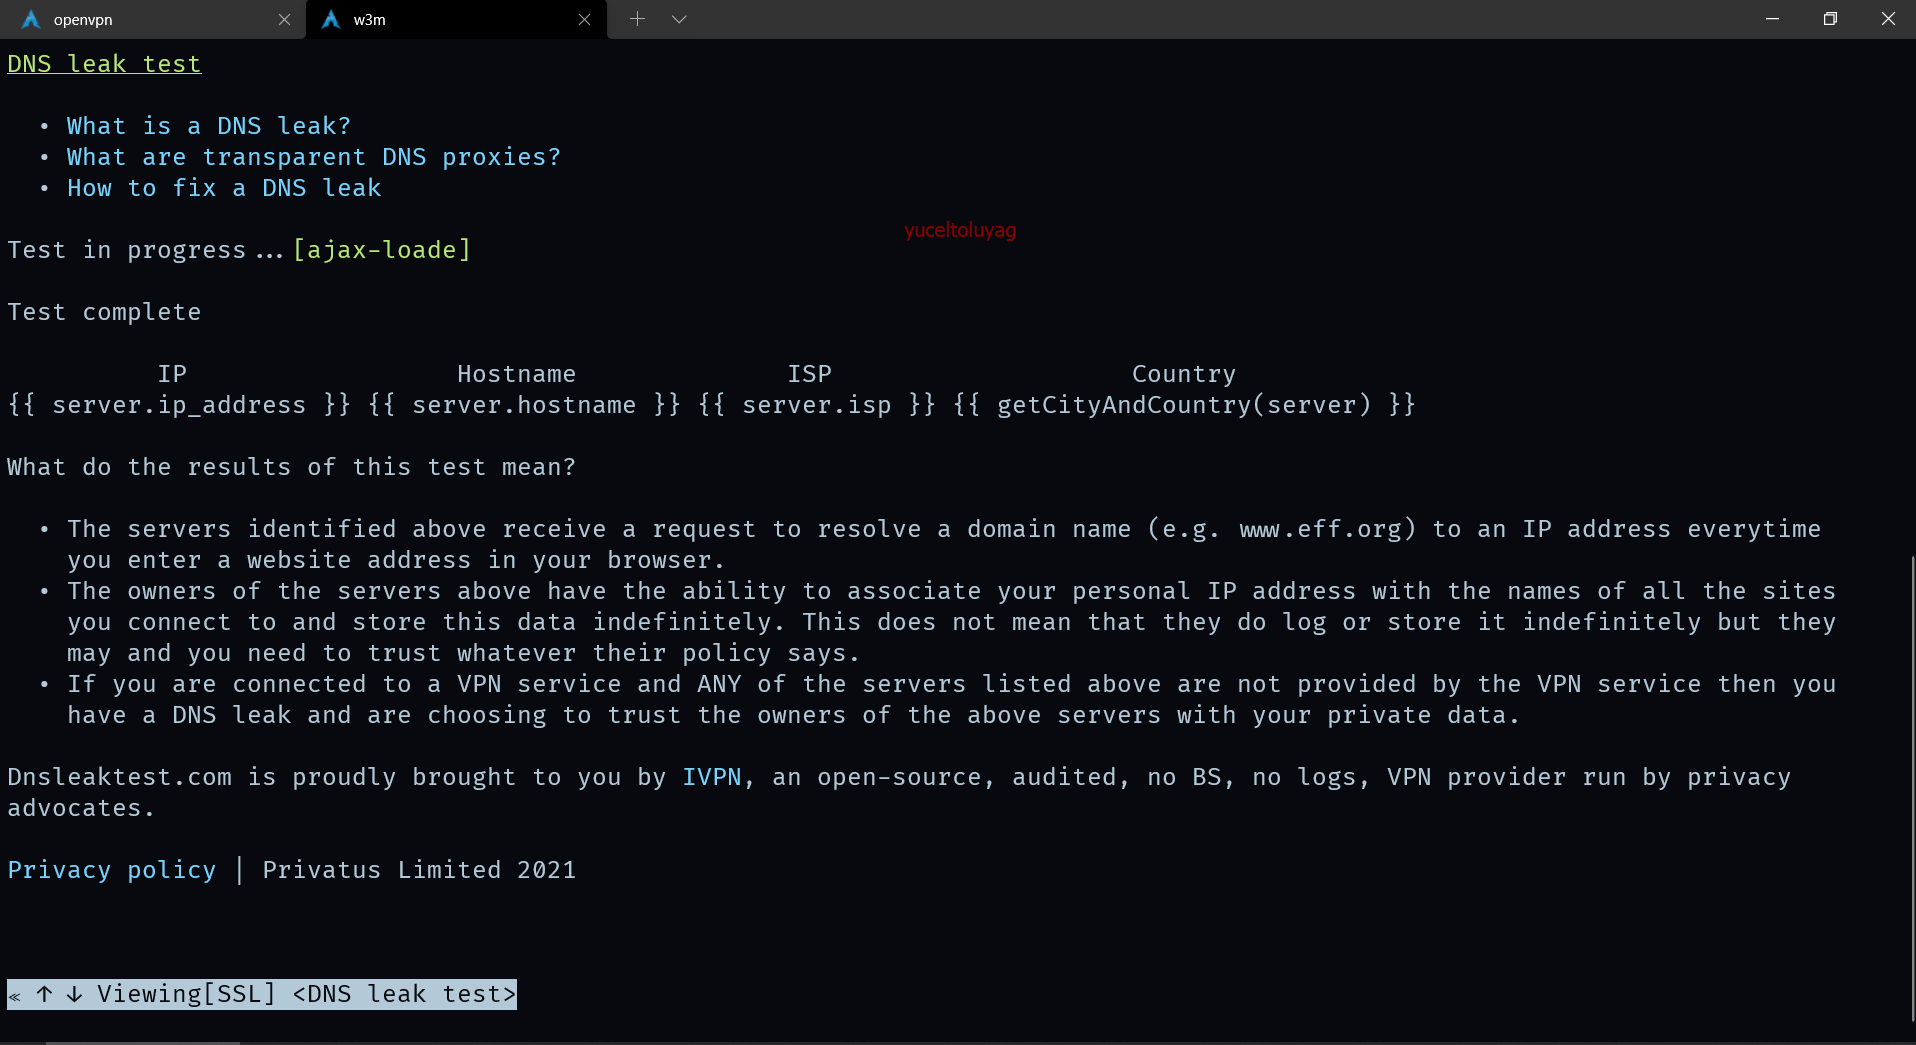 openvpn
w3m
DNS leak test
• What is a DNS leak?
• What are transparent DNS proxies?
• How to fix a DNS leak
yuceltoluyag
Test in progress...[ajax-loade]
Test complete
IP Hostname ISP Country
{{ server.ip_address }} {{ server.hostname }} {{ server.isp }} {{ getCityAndCountry(server) }}
What do the results of this test mean?
• The servers identified above receive a request to resolve a domain name (e.g. www.eff.org) to an IP address everytime
you enter a website address in your browser.
• The owners of the servers above have the ability to associate your personal IP address with the names of all the sites
you connect to and store this data indefinitely. This does not mean that they do log or store it indefinitely but they
may and you need to trust whatever their policy says.
• If you are connected to a VPN service and ANY of the servers listed above are not provided by the VPN service then you
have a DNS leak and are choosing to trust the owners of the above servers with your private data.
Dnsleaktest.com is proudly brought to you by IVPN, an open-source, audited, no BS, no logs, VPN provider run by privacy
advocates.
Privacy policy | Privatus Limited 2021
≪ ↑ ↓ Viewing[SSL] <DNS leak test>